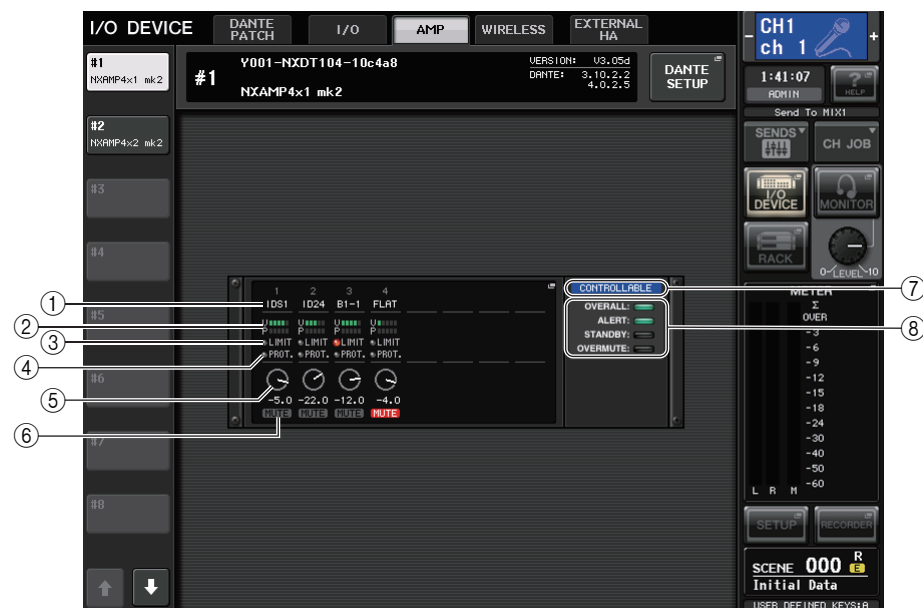 I/O DEVICE
DANTE PATCH
I/O
AMP
WIRELESS
EXTERNAL HA
CH1
ch 1
- +
#1
NXAMP4x1 mk2
#1
Y001-NXDT104-10c4a8
NXAMP4x1 mk2
VERSION: V3.05d
DANTE: 3.10.2.2
4.0.2.5
DANTE SETUP
1:41:07
ADMIN
?
HELP
Send To MIX1
#2
NXAMP4x2 mk2
SENDS
CH JOB
#3
I/O DEVICE
MONITOR
#4
RACK
0 LEVEL 10
1 2 3 4
① IDS1 ID24 B1-1 FLAT
CONTROLLABLE ⑦
METER
#5
② U U U U
P P P P
③ LIMIT LIMIT LIMIT LIMIT
④ PROT. PROT. PROT. PROT.
OVERALL:
ALERT:
STANDBY:
OVERMUTE:
⑧
Σ
OVER
-3
-6
-9
-12
-15
-18
-24
-30
-40
-50
-60
L R M
#6
⑤ -5.0 -22.0 -12.0 -4.0
⑥ MUTE MUTE MUTE MUTE
#7
#8
SETUP
RECORDER
SCENE 000 R
E
Initial Data
USER DEFINED KEYS:A